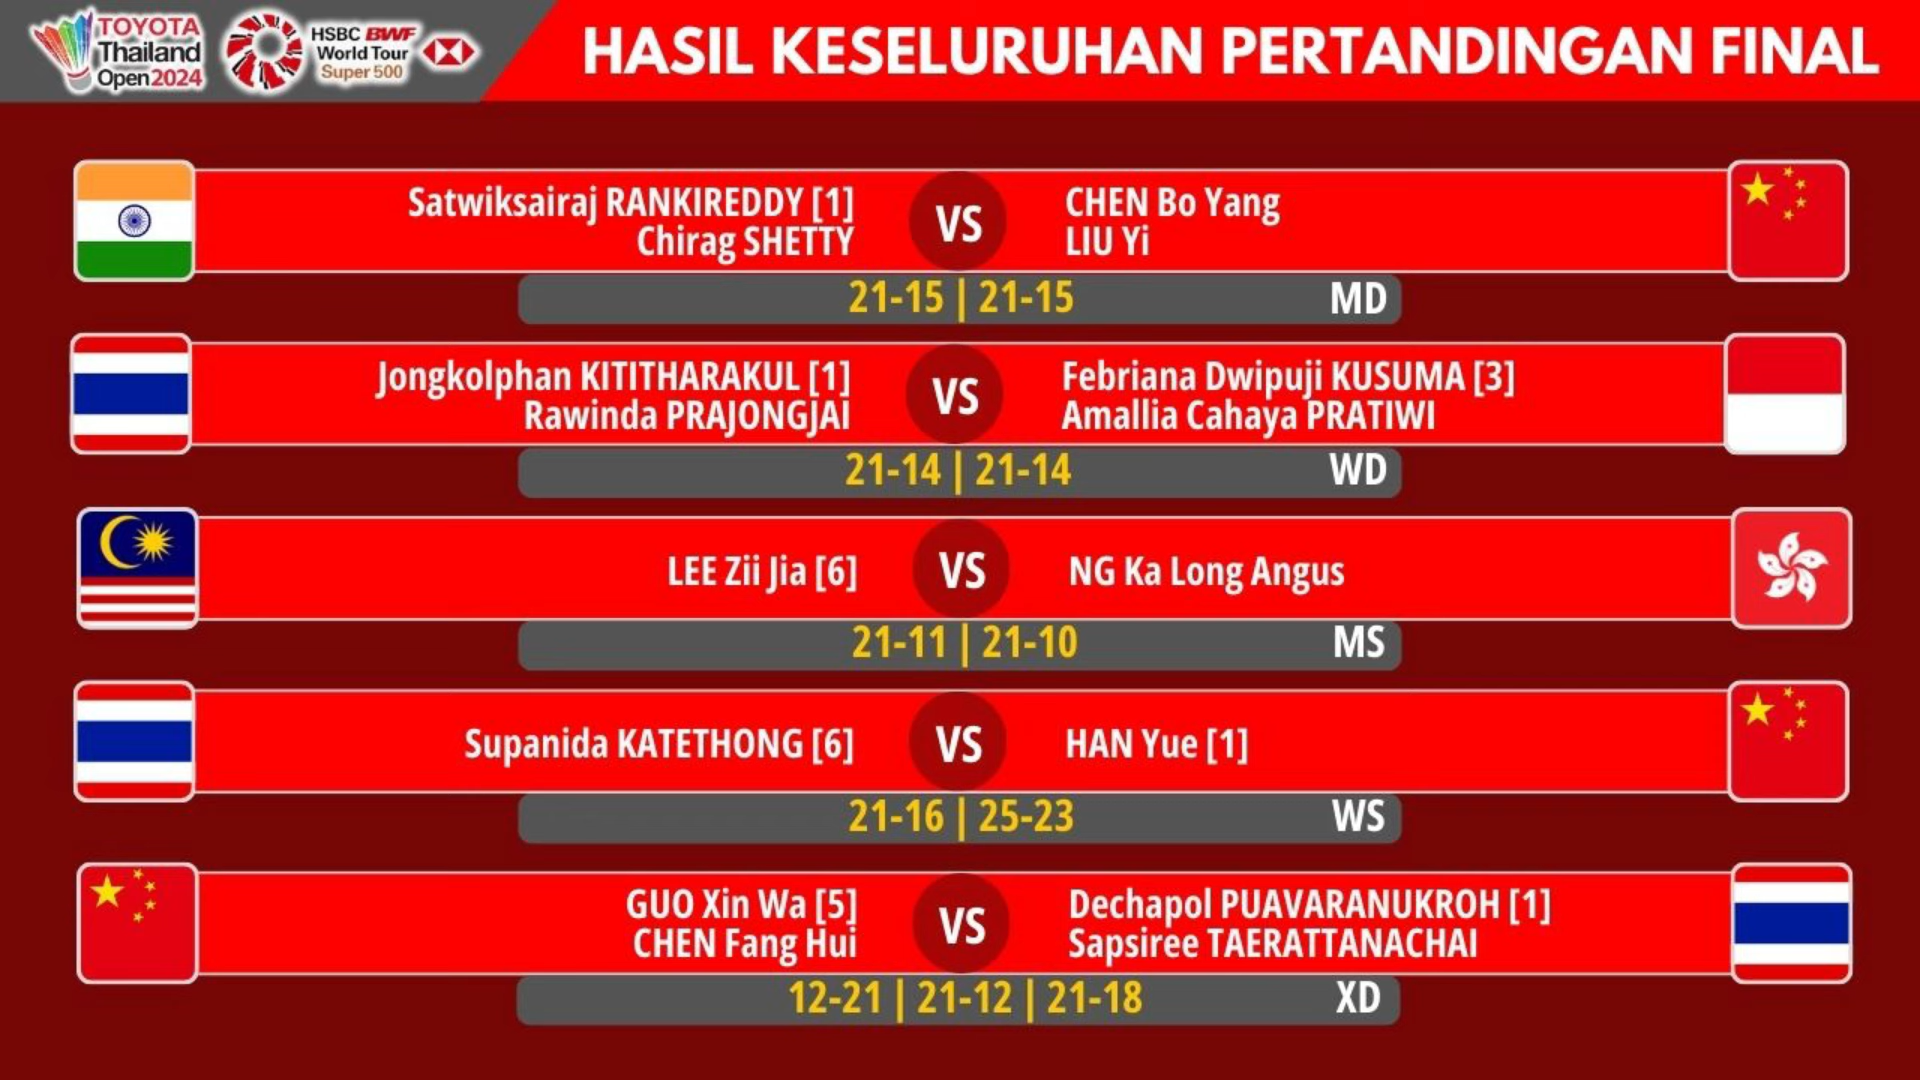 TOYOTA
Thailand
Open2024
HSBC BWF
World Tour
Super 500
HASIL KESELURUHAN PERTANDINGAN FINAL
Satwiksairaj RANKIREDDY [1]
Chirag SHETTY
VS
CHEN Bo Yang
LIU Yi
21-15 | 21-15
MD
Jongkolphan KITITHARAKUL [1]
Rawinda PRAJONGJAI
VS
Febriana Dwipuji KUSUMA [3]
Amallia Cahaya PRATIWI
21-14 | 21-14
WD
LEE Zii Jia [6]
VS
NG Ka Long Angus
21-11 | 21-10
MS
Supanida KATETHONG [6]
VS
HAN Yue [1]
21-16 | 25-23
WS
GUO Xin Wa [5]
CHEN Fang Hui
VS
Dechapol PUAVARANUKROH [1]
Sapsiree TAERATTANACHAI
12-21 | 21-12 | 21-18
XD